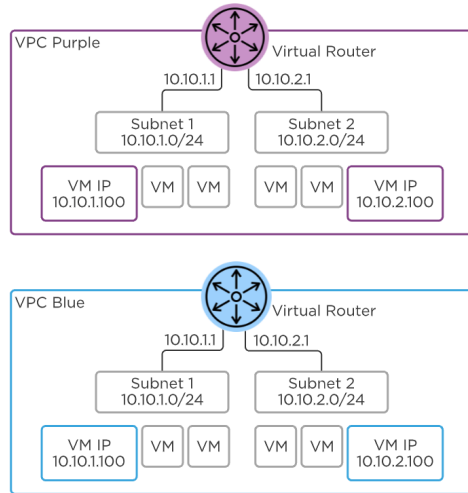 VPC Purple
Virtual Router
10.10.1.1
10.10.2.1
Subnet 1
10.10.1.0/24
Subnet 2
10.10.2.0/24
VM IP
10.10.1.100
VM
VM
VM
VM
VM IP
10.10.2.100
VPC Blue
Virtual Router
10.10.1.1
10.10.2.1
Subnet 1
10.10.1.0/24
Subnet 2
10.10.2.0/24
VM IP
10.10.1.100
VM
VM
VM
VM
VM IP
10.10.2.100